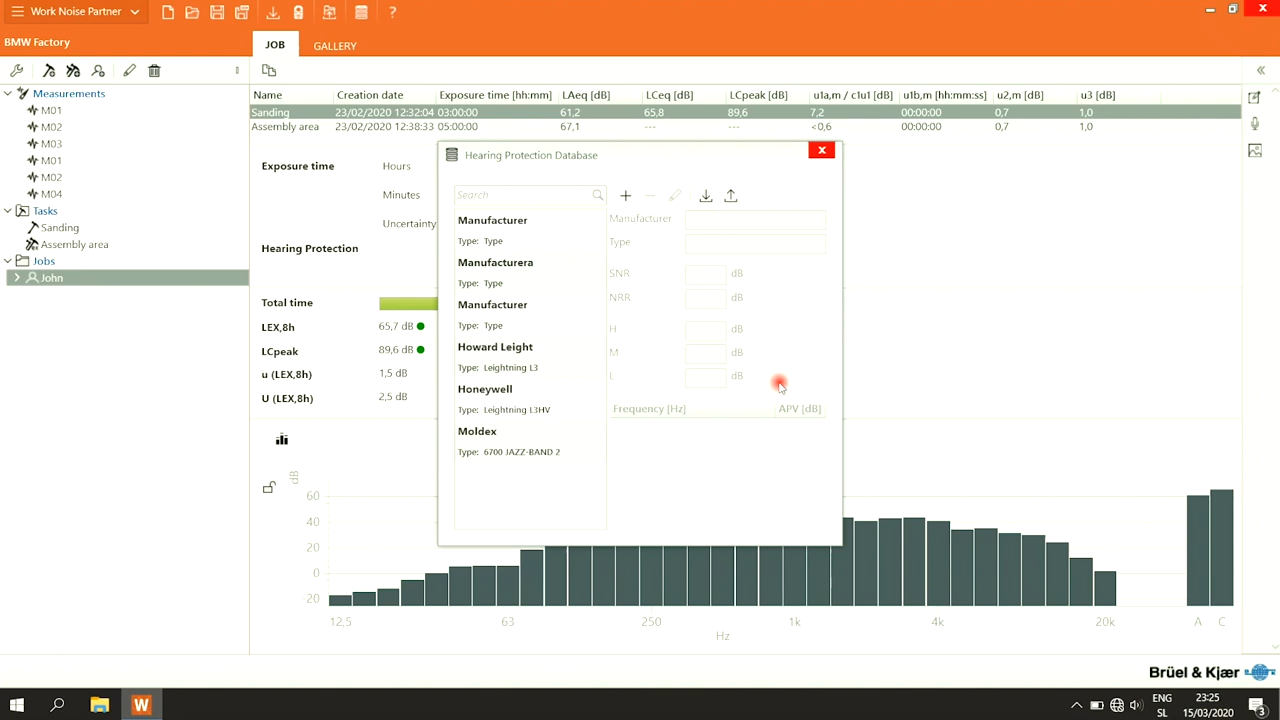 Work Noise Partner
BMW Factory
JOB GALLERY
Measurements
M01
M02
M03
M01
M02
M04
Tasks
Sanding
Assembly area
Jobs
John
Name Creation date Exposure time [hh:mm] LAeq [dB] LCeq [dB] LCpeak [dB] u1a,m / c1u1 [dB] u1b,m [hh:mm:ss] u2,m [dB] u3 [dB]
Sanding 23/02/2020 12:32:04 03:00:00 61,2 65,8 89,6 7,2 00:00:00 0,7 1,0
Assembly area 23/02/2020 12:38:33 05:00:00 67,1 --- --- <0,6 00:00:00 0,7 1,0
Exposure time Hours
Minutes
Uncertainty
Hearing Protection
Total time
LEX,8h 65,7 dB
LCpeak 89,6 dB
u (LEX,8h) 1,5 dB
U (LEX,8h) 2,5 dB
Hearing Protection Database
Search
Manufacturer
Type: Type
Manufacturera
Type: Type
Manufacturer
Type: Type
Howard Leight
Type: Leightning L3
Honeywell
Type: Leightning L3HV
Moldex
Type: 6700 JAZZ-BAND 2
Manufacturer
Type
SNR dB
NRR dB
H dB
M dB
L dB
Frequency [Hz] APV [dB]
dB
60
40
20
0
20
12,5 63 250 1k 4k 20k A C
Hz
Brüel & Kjær
W
ENG
SL
23:25
15/03/2020
3